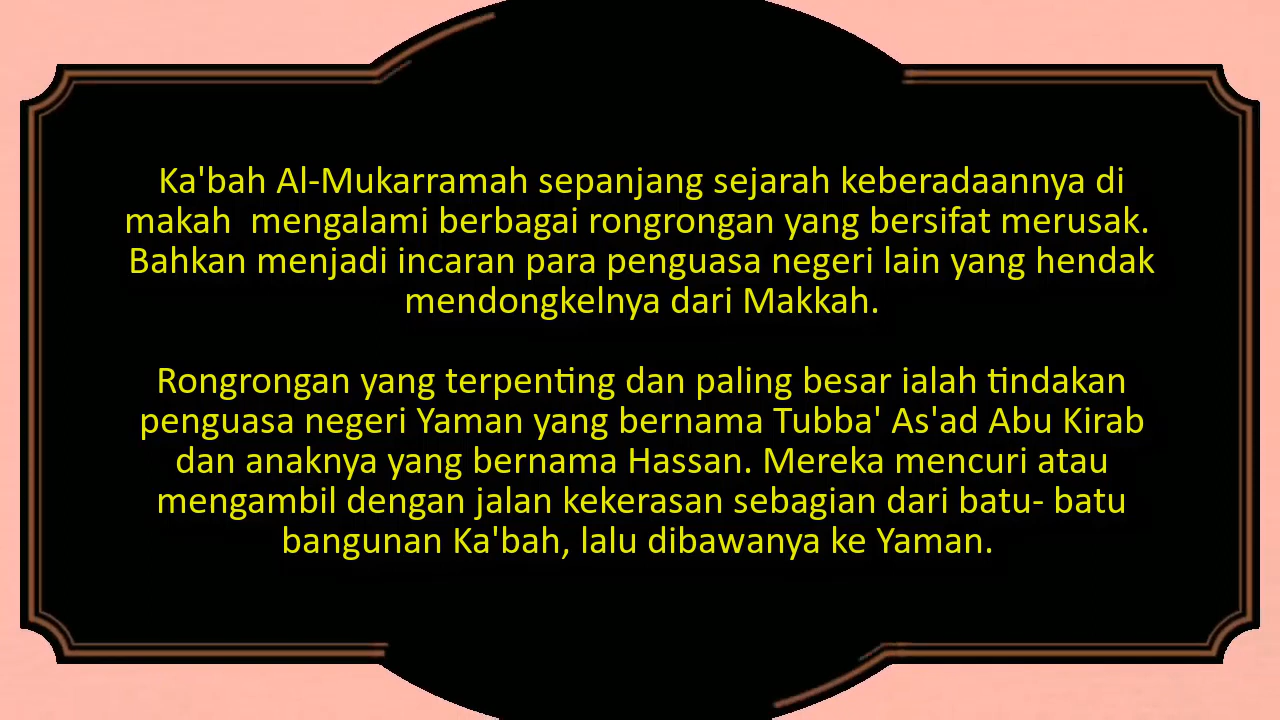 Ka'bah Al-Mukarramah sepanjang sejarah keberadaannya di
makah  mengalami berbagai rongrongan yang bersifat merusak.
Bahkan menjadi incaran para penguasa negeri lain yang hendak
mendongkelnya dari Makkah.
Rongrongan yang terpenting dan paling besar ialah tindakan
penguasa negeri Yaman yang bernama Tubba' As'ad Abu Kirab
dan anaknya yang bernama Hassan. Mereka mencuri atau
mengambil dengan jalan kekerasan sebagian dari batu- batu
bangunan Ka'bah, lalu dibawanya ke Yaman.